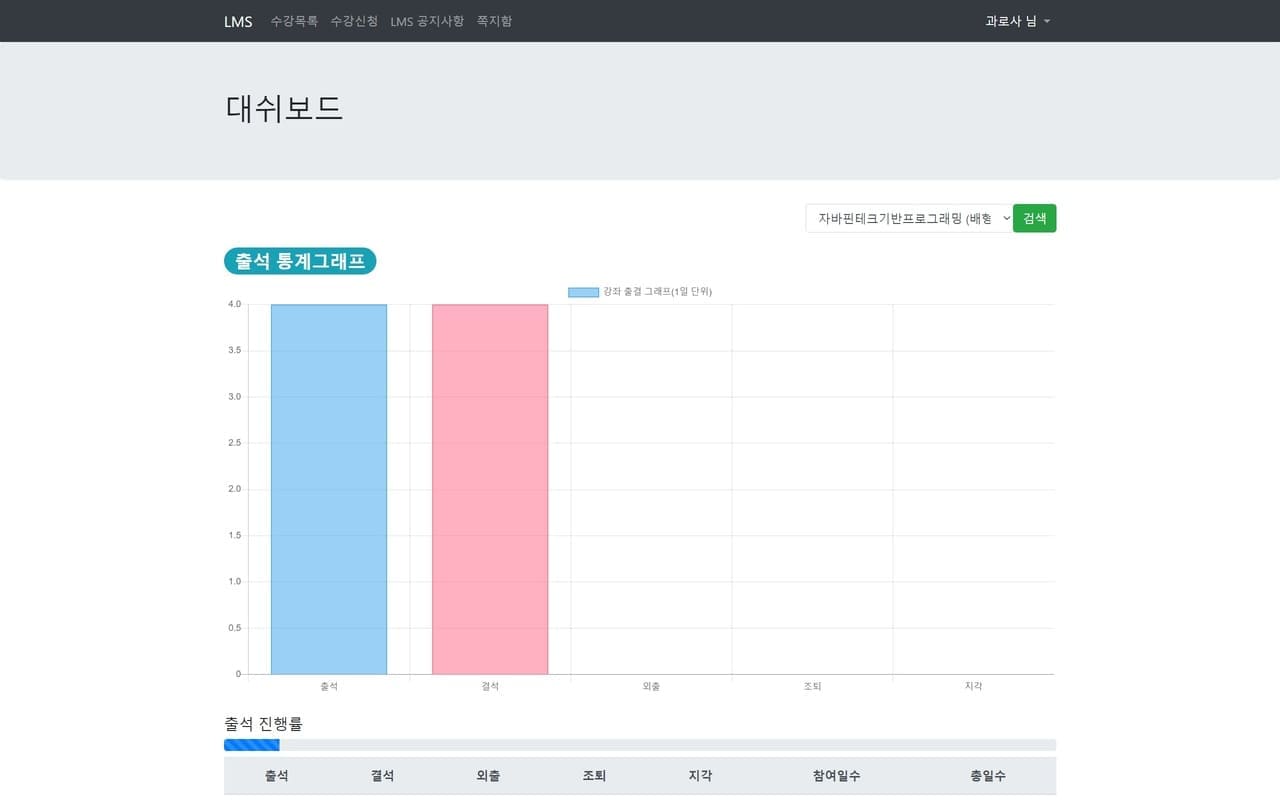 LMS 수강목록 수강신청 LMS 공지사항 쪽지함 과로사 님
대쉬보드
자바핀테크기반프로그래밍 (배형 검색
출석 통계그래프
강좌 출결 그래프(1일 단위)
4.0
3.5
3.0
2.5
2.0
1.5
1.0
0.5
0
출석 결석 외출 조퇴 지각
출석 진행률
출석 결석 외출 조퇴 지각 참여일수 총일수